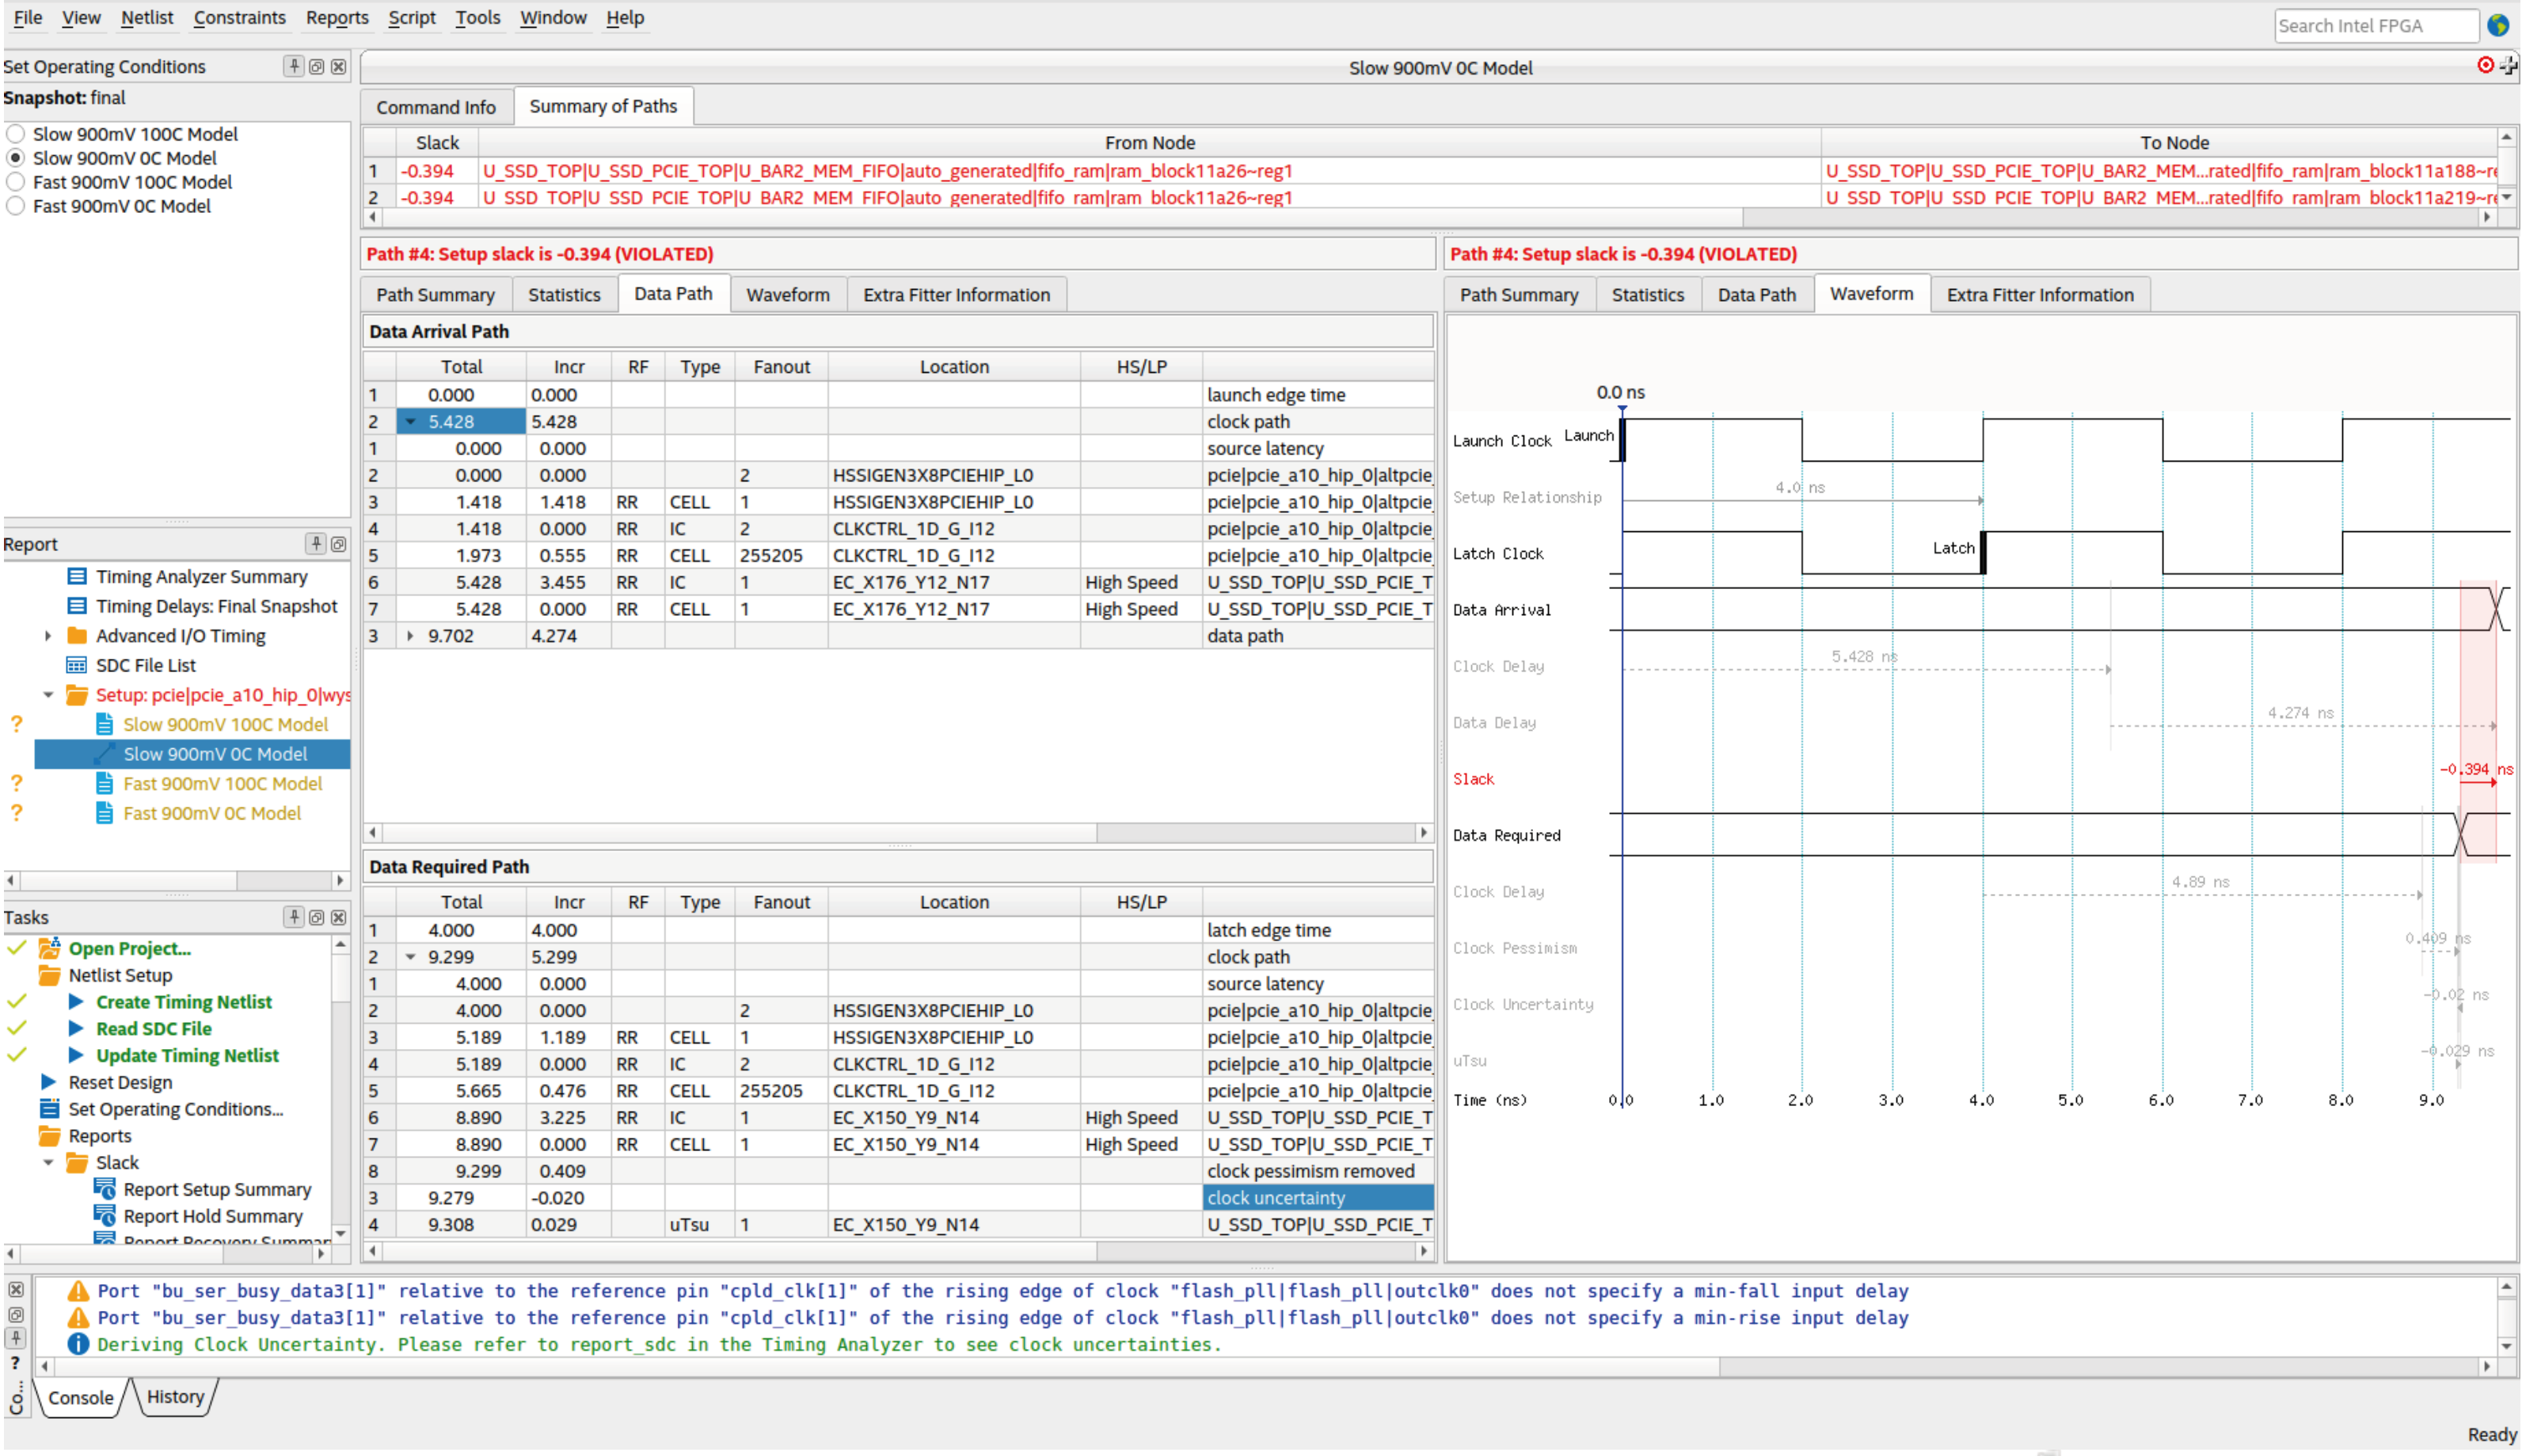 File View Netlist Constraints Reports Script Tools Window Help
Search Intel FPGA
Set Operating Conditions
Snapshot: final
Slow 900mV 100C Model
Slow 900mV 0C Model
Fast 900mV 100C Model
Fast 900mV 0C Model
Report
Timing Analyzer Summary
Timing Delays: Final Snapshot
Advanced I/O Timing
SDC File List
Setup: pcie|pcie_a10_hip_0|wys
? Slow 900mV 100C Model
Slow 900mV 0C Model
? Fast 900mV 100C Model
? Fast 900mV 0C Model
Tasks
Open Project...
Netlist Setup
Create Timing Netlist
Read SDC File
Update Timing Netlist
Reset Design
Set Operating Conditions...
Reports
Slack
Report Setup Summary
Report Hold Summary
Report Recovery Summar
Slow 900mV 0C Model
Command Info Summary of Paths
Slack From Node To Node
1 -0.394 U_SSD_TOP|U_SSD_PCIE_TOP|U_BAR2_MEM_FIFO|auto_generated|fifo_ram|ram_block11a26~reg1 U_SSD_TOP|U_SSD_PCIE_TOP|U_BAR2_MEM...rated|fifo_ram|ram_block11a188~re
2 -0.394 U_SSD_TOP|U_SSD_PCIE_TOP|U_BAR2_MEM_FIFO|auto_generated|fifo_ram|ram_block11a26~reg1 U_SSD_TOP|U_SSD_PCIE_TOP|U_BAR2_MEM...rated|fifo_ram|ram_block11a219~re
Path #4: Setup slack is -0.394 (VIOLATED)
Path Summary Statistics Data Path Waveform Extra Fitter Information
Data Arrival Path
Total Incr RF Type Fanout Location HS/LP
1 0.000 0.000 launch edge time
2 5.428 5.428 clock path
1 0.000 0.000 source latency
2 0.000 0.000 2 HSSIGEN3X8PCIEHIP_L0 pcie|pcie_a10_hip_0|altpcie
3 1.418 1.418 RR CELL 1 HSSIGEN3X8PCIEHIP_L0 pcie|pcie_a10_hip_0|altpcie
4 1.418 0.000 RR IC 2 CLKCTRL_1D_G_I12 pcie|pcie_a10_hip_0|altpcie
5 1.973 0.555 RR CELL 255205 CLKCTRL_1D_G_I12 pcie|pcie_a10_hip_0|altpcie
6 5.428 3.455 RR IC 1 EC_X176_Y12_N17 High Speed U_SSD_TOP|U_SSD_PCIE_T
7 5.428 0.000 RR CELL 1 EC_X176_Y12_N17 High Speed U_SSD_TOP|U_SSD_PCIE_T
3 9.702 4.274 data path
Data Required Path
Total Incr RF Type Fanout Location HS/LP
1 4.000 4.000 latch edge time
2 9.299 5.299 clock path
1 4.000 0.000 source latency
2 4.000 0.000 2 HSSIGEN3X8PCIEHIP_L0 pcie|pcie_a10_hip_0|altpcie
3 5.189 1.189 RR CELL 1 HSSIGEN3X8PCIEHIP_L0 pcie|pcie_a10_hip_0|altpcie
4 5.189 0.000 RR IC 2 CLKCTRL_1D_G_I12 pcie|pcie_a10_hip_0|altpcie
5 5.665 0.476 RR CELL 255205 CLKCTRL_1D_G_I12 pcie|pcie_a10_hip_0|altpcie
6 8.890 3.225 RR IC 1 EC_X150_Y9_N14 High Speed U_SSD_TOP|U_SSD_PCIE_T
7 8.890 0.000 RR CELL 1 EC_X150_Y9_N14 High Speed U_SSD_TOP|U_SSD_PCIE_T
8 9.299 0.409 clock pessimism removed
3 9.279 -0.020 clock uncertainty
4 9.308 0.029 uTsu 1 EC_X150_Y9_N14 U_SSD_TOP|U_SSD_PCIE_T
Path #4: Setup slack is -0.394 (VIOLATED)
Path Summary Statistics Data Path Waveform Extra Fitter Information
0.0 ns
Launch Clock Launch
Setup Relationship 4.0 ns
Latch Clock Latch
Data Arrival
Clock Delay 5.428 ns
Data Delay 4.274 ns
Slack -0.394 ns
Data Required
Clock Delay 4.89 ns
Clock Pessimism 0.409 ns
Clock Uncertainty -0.02 ns
uTsu -0.029 ns
Time (ns) 0.0 1.0 2.0 3.0 4.0 5.0 6.0 7.0 8.0 9.0
Port "bu_ser_busy_data3[1]" relative to the reference pin "cpld_clk[1]" of the rising edge of clock "flash_pll|flash_pll|outclk0" does not specify a min-fall input delay
Port "bu_ser_busy_data3[1]" relative to the reference pin "cpld_clk[1]" of the rising edge of clock "flash_pll|flash_pll|outclk0" does not specify a min-rise input delay
Deriving Clock Uncertainty. Please refer to report_sdc in the Timing Analyzer to see clock uncertainties.
?
Co...
Console History
Ready